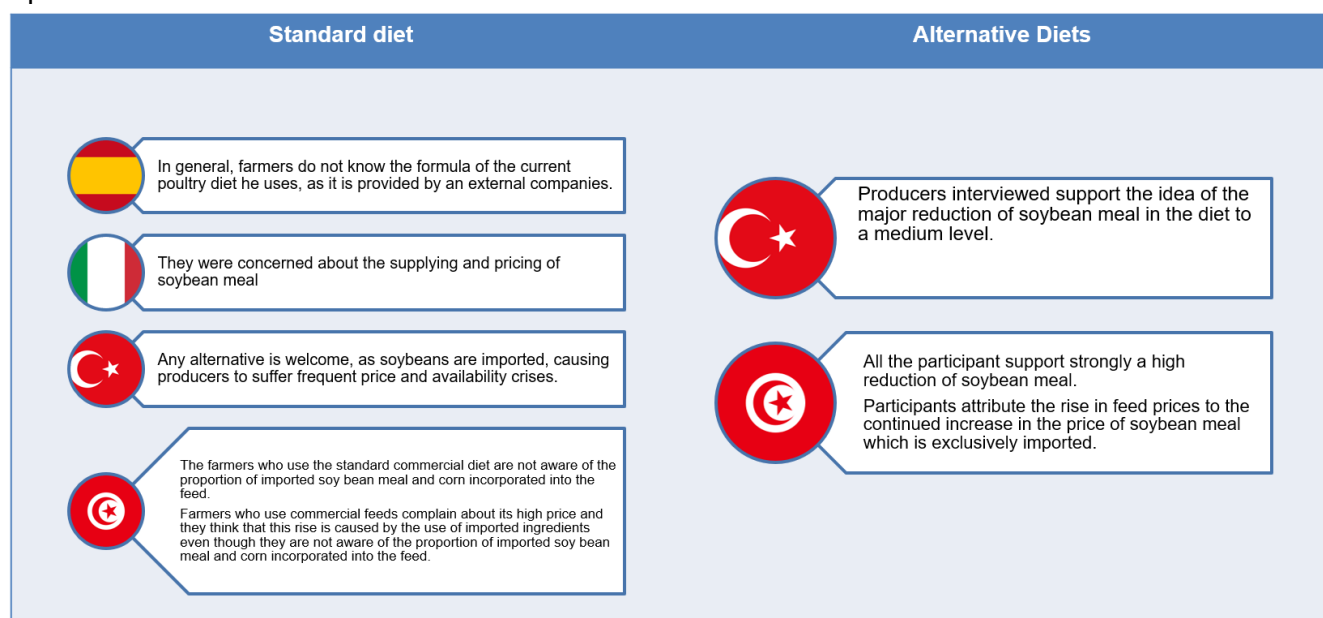 Standard diet
Alternative Diets
In general, farmers do not know the formula of the current
poultry diet he uses, as it is provided by an external companies.
They were concerned about the supplying and pricing of
soybean meal
Any alternative is welcome, as soybeans are imported, causing
producers to suffer frequent price and availability crises.
The farmers who use the standard commercial diet are not aware of the
proportion of imported soy bean meal and corn incorporated into the
feed.
Farmers who use commercial feeds complain about its high price and
they think that this rise is caused by the use of imported ingredients
even though they are not aware of the proportion of imported soy bean
meal and corn incorporated into the feed.
Producers interviewed support the idea of the
major reduction of soybean meal in the diet to
a medium level.
All the participant support strongly a high
reduction of soybean meal.
Participants attribute the rise in feed prices to the
continued increase in the price of soybean meal
which is exclusively imported.